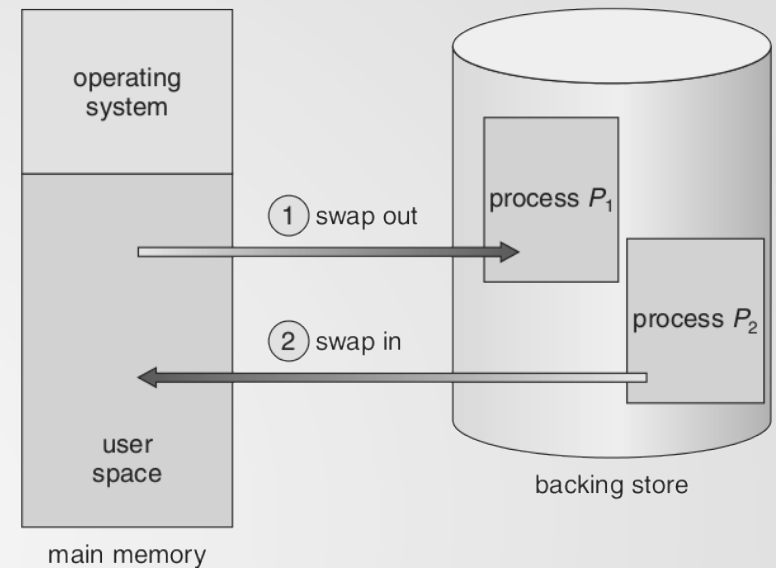 operating
system
1 swap out
process P₁
2 swap in
process P₂
user
space
backing store
main memory